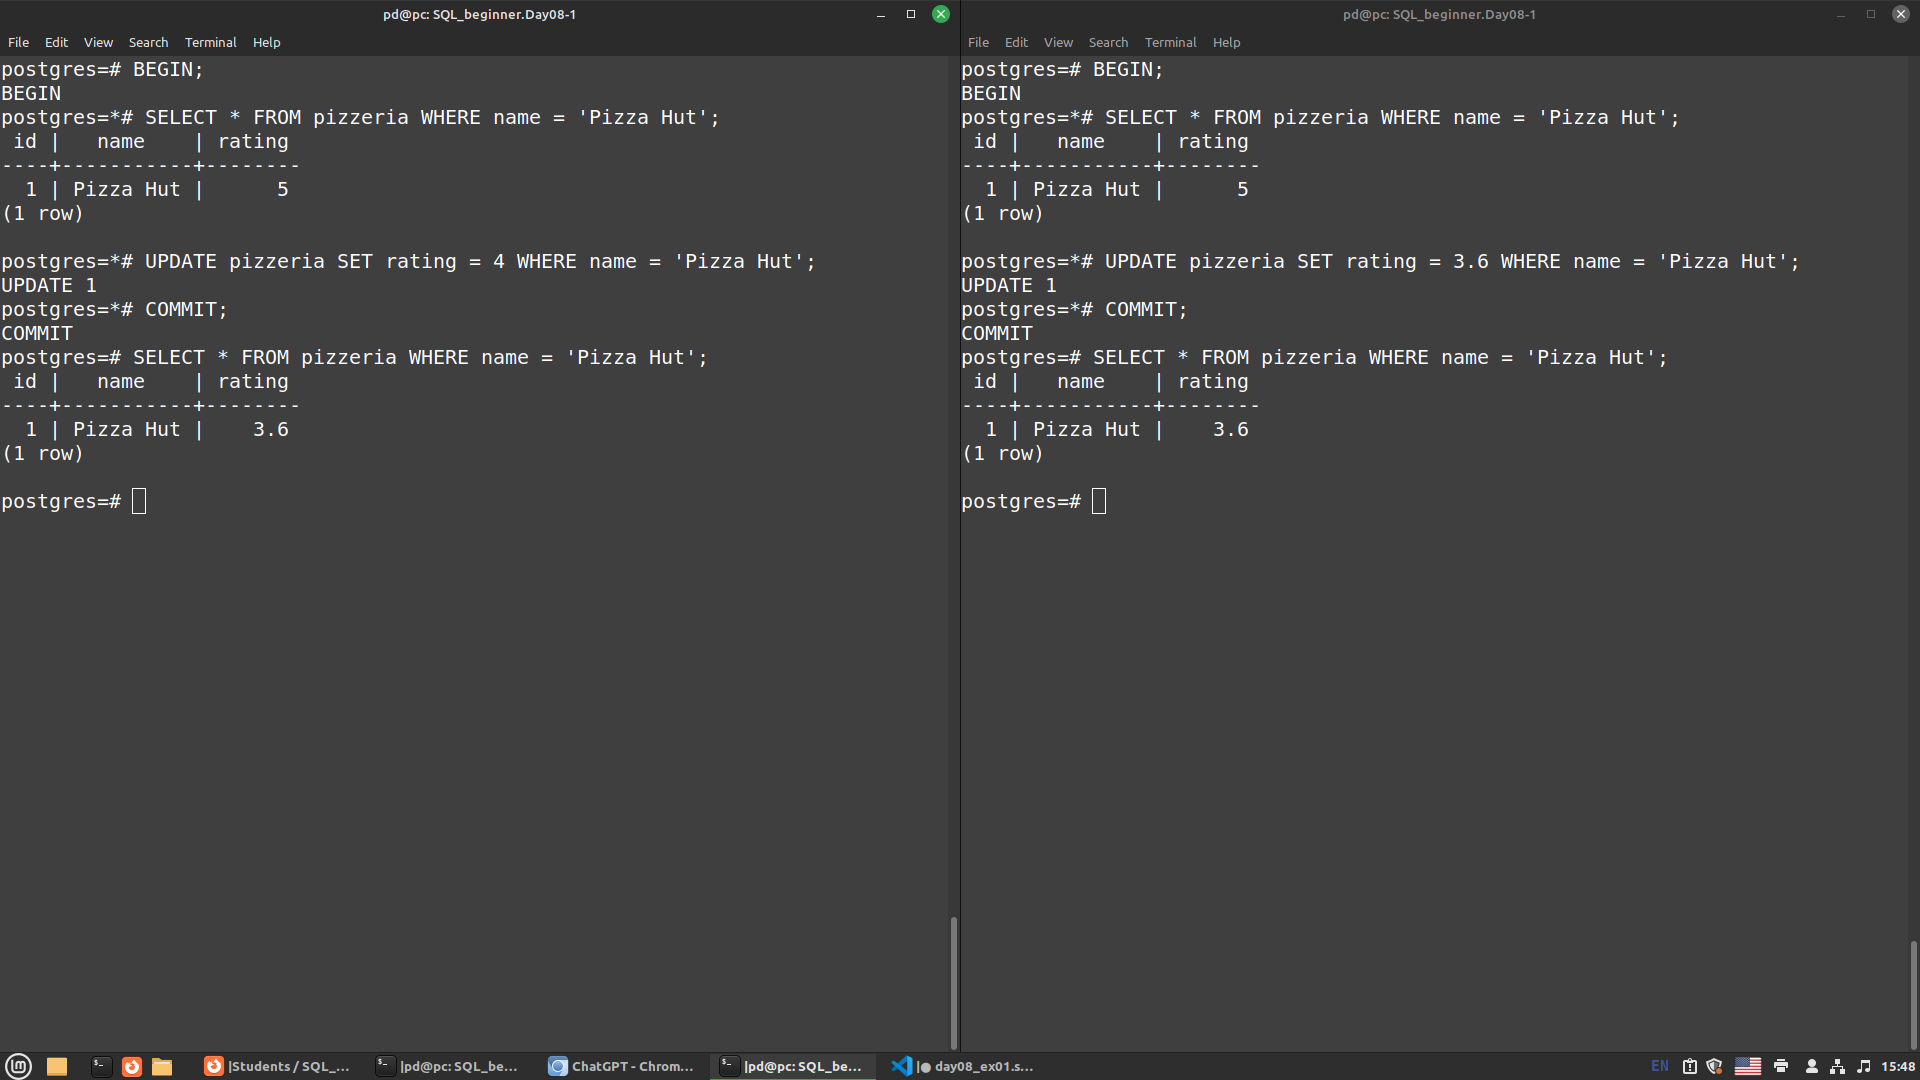 pd@pc: SQL_beginner.Day08-1
File Edit View Search Terminal Help
postgres=# BEGIN;
BEGIN
postgres=*# SELECT * FROM pizzeria WHERE name = 'Pizza Hut';
 id |   name    | rating
----+-----------+--------
  1 | Pizza Hut |      5
(1 row)

postgres=*# UPDATE pizzeria SET rating = 4 WHERE name = 'Pizza Hut';
UPDATE 1
postgres=*# COMMIT;
COMMIT
postgres=# SELECT * FROM pizzeria WHERE name = 'Pizza Hut';
 id |   name    | rating
----+-----------+--------
  1 | Pizza Hut |    3.6
(1 row)

postgres=#
pd@pc: SQL_beginner.Day08-1
File Edit View Search Terminal Help
postgres=# BEGIN;
BEGIN
postgres=*# SELECT * FROM pizzeria WHERE name = 'Pizza Hut';
 id |   name    | rating
----+-----------+--------
  1 | Pizza Hut |      5
(1 row)

postgres=*# UPDATE pizzeria SET rating = 3.6 WHERE name = 'Pizza Hut';
UPDATE 1
postgres=*# COMMIT;
COMMIT
postgres=# SELECT * FROM pizzeria WHERE name = 'Pizza Hut';
 id |   name    | rating
----+-----------+--------
  1 | Pizza Hut |    3.6
(1 row)

postgres=#
|Students / SQL_... |pd@pc: SQL_be... ChatGPT - Chrom... |pd@pc: SQL_be... |● day08_ex01.s... EN 15:48